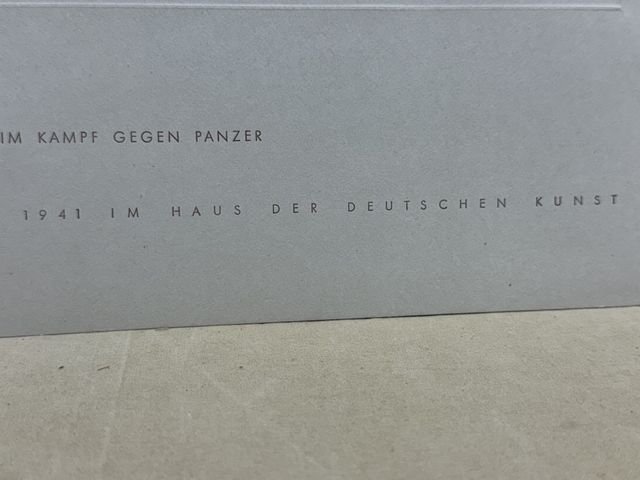 IM KAMPF GEGEN PANZER
1941 IM HAUS DER DEUTSCHEN KUNST